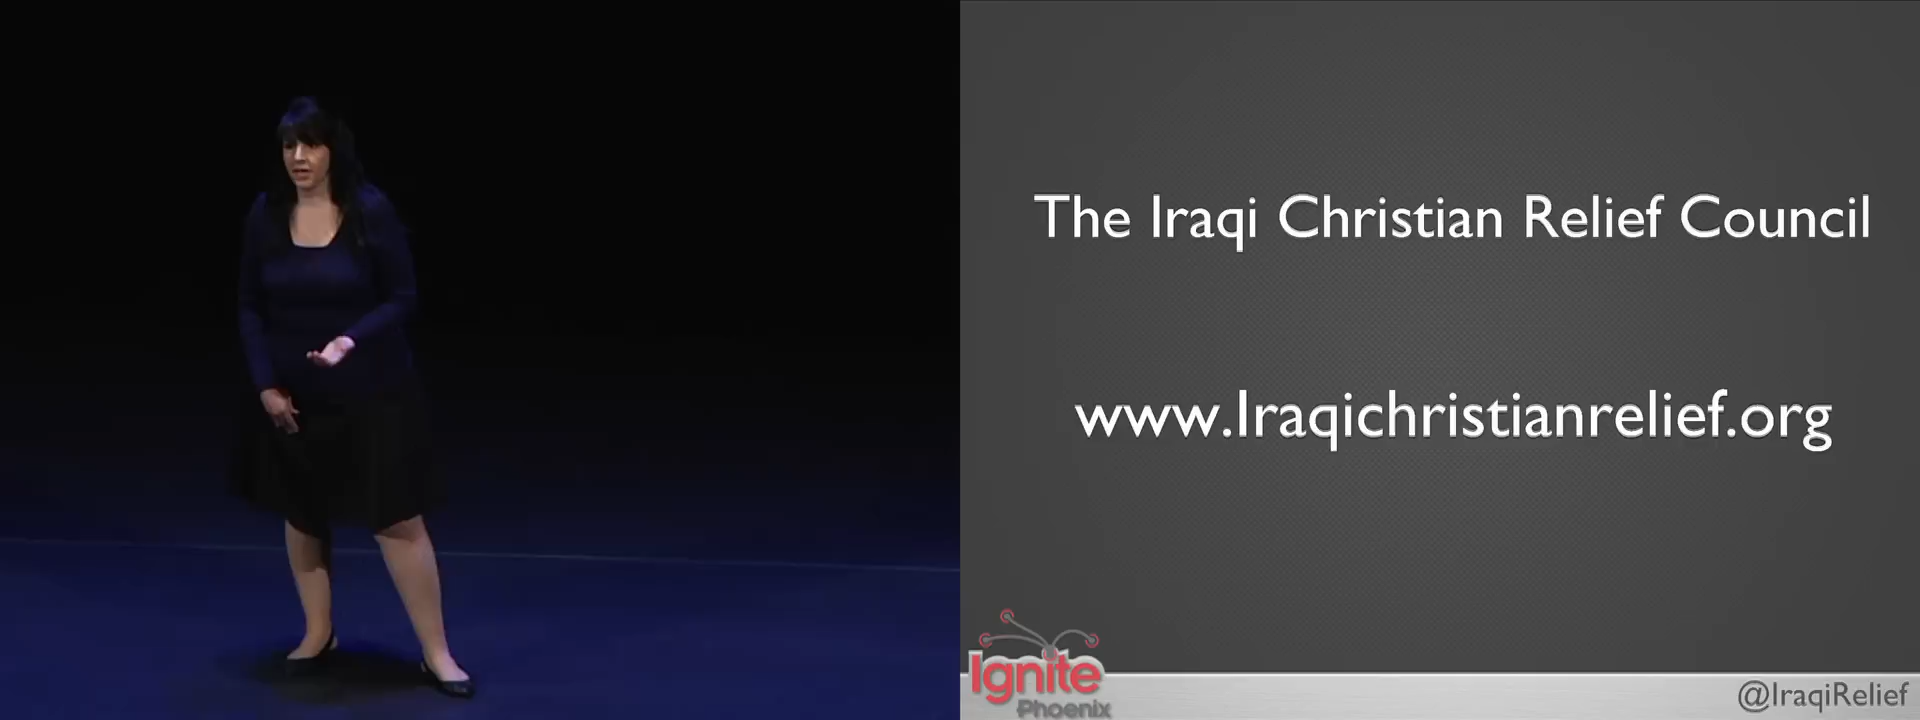 The Iraqi Christian Relief Council
www.Iraqichristianrelief.org
Ignite
Phoenix
@IraqiRelief